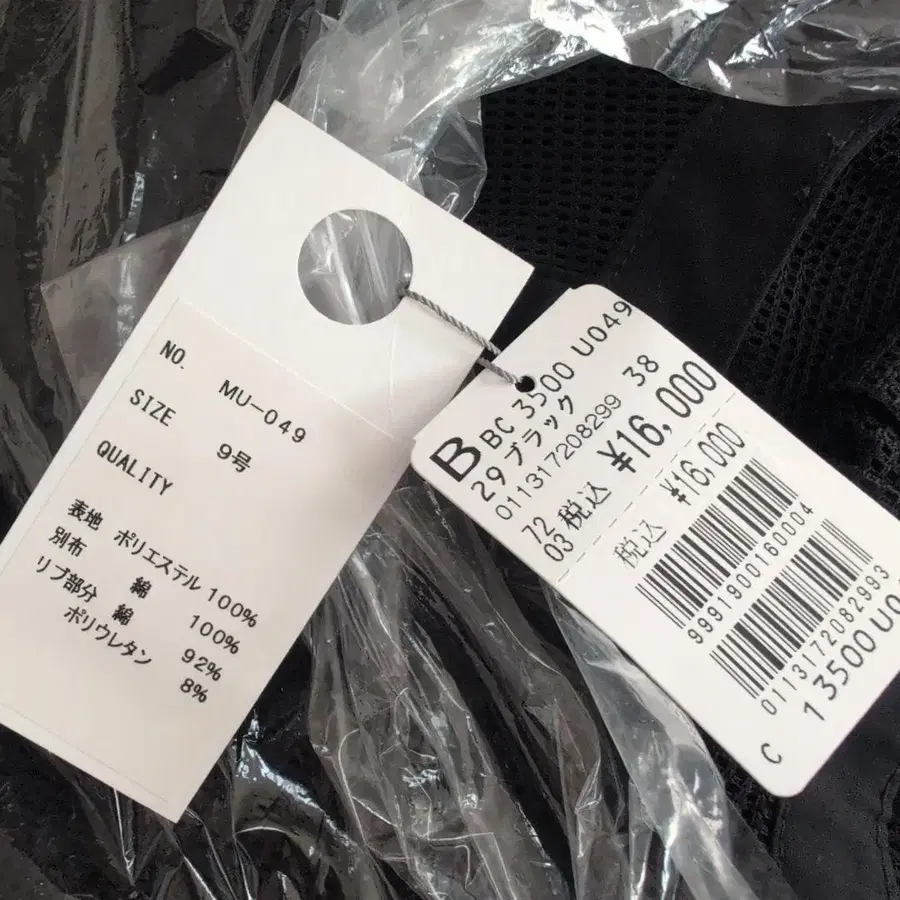 NO. MU-049
SIZE 9号
QUALITY
表地 ポリエステル 100%
別布 綿 100%
リブ部分 綿 92%
ポリウレタン 8%
B BC 3500 U049
29 ブラック 38
011317208299
72
03 税込 ¥16,000
税込 ¥16,000
9991900160004
0113172082993
C 13500 U0